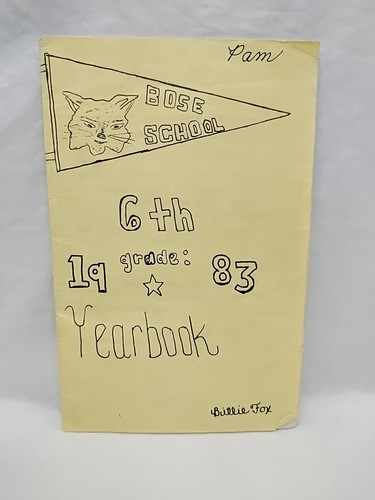 Pam
BOSE
SCHOOL
6th
grade:
19 83
Yearbook
Billie Fox